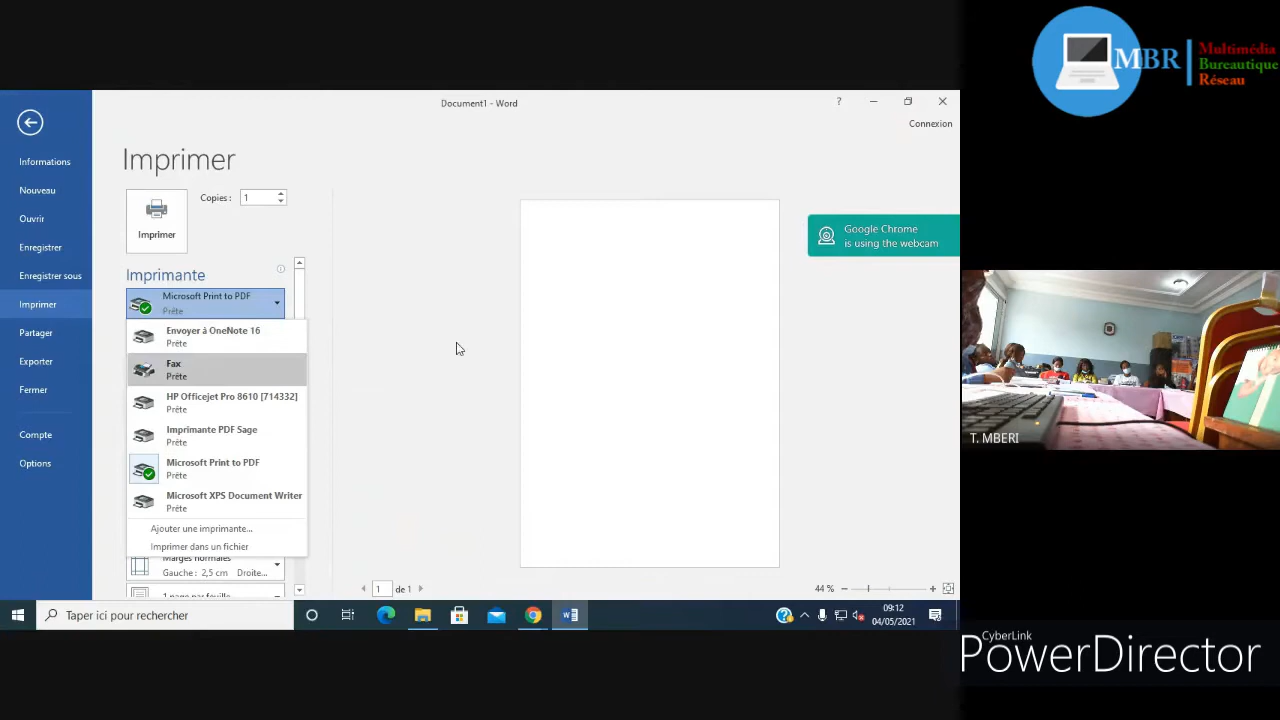 MBR
Multimédia
Bureautique
Réseau
Document1 - Word
?
Connexion
Informations
Nouveau
Ouvrir
Enregistrer
Enregistrer sous
Imprimer
Partager
Exporter
Fermer
Compte
Options
Imprimer
Imprimer
Copies :
1
Imprimante
Microsoft Print to PDF
Prête
Envoyer à OneNote 16
Prête
Fax
Prête
HP Officejet Pro 8610 [714332]
Prête
Imprimante PDF Sage
Prête
Microsoft Print to PDF
Prête
Microsoft XPS Document Writer
Prête
Ajouter une imprimante...
Imprimer dans un fichier
Marges normales
Gauche : 2,5 cm Droite...
1 page par feuille
Google Chrome
is using the webcam
1 de 1
44 %
Taper ici pour rechercher
09:12
04/05/2021
T. MBERI
CyberLink
PowerDirector